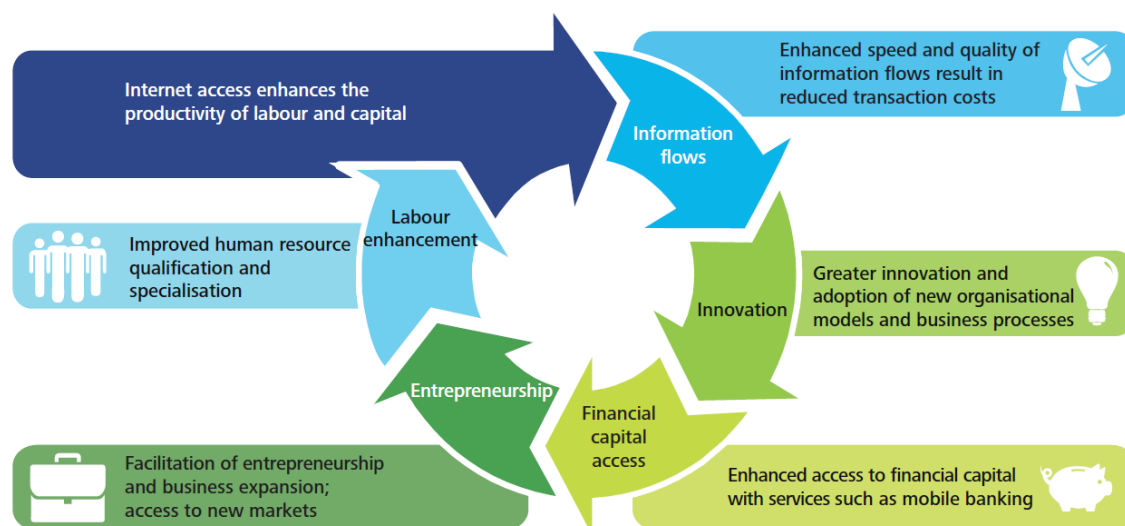 Internet access enhances the
productivity of labour and capital
Information
flows
Enhanced speed and quality of
information flows result in
reduced transaction costs
Innovation
Greater innovation and
adoption of new organisational
models and business processes
Financial
capital
access
Enhanced access to financial capital
with services such as mobile banking
Entrepreneurship
Facilitation of entrepreneurship
and business expansion;
access to new markets
Labour
enhancement
Improved human resource
qualification and
specialisation